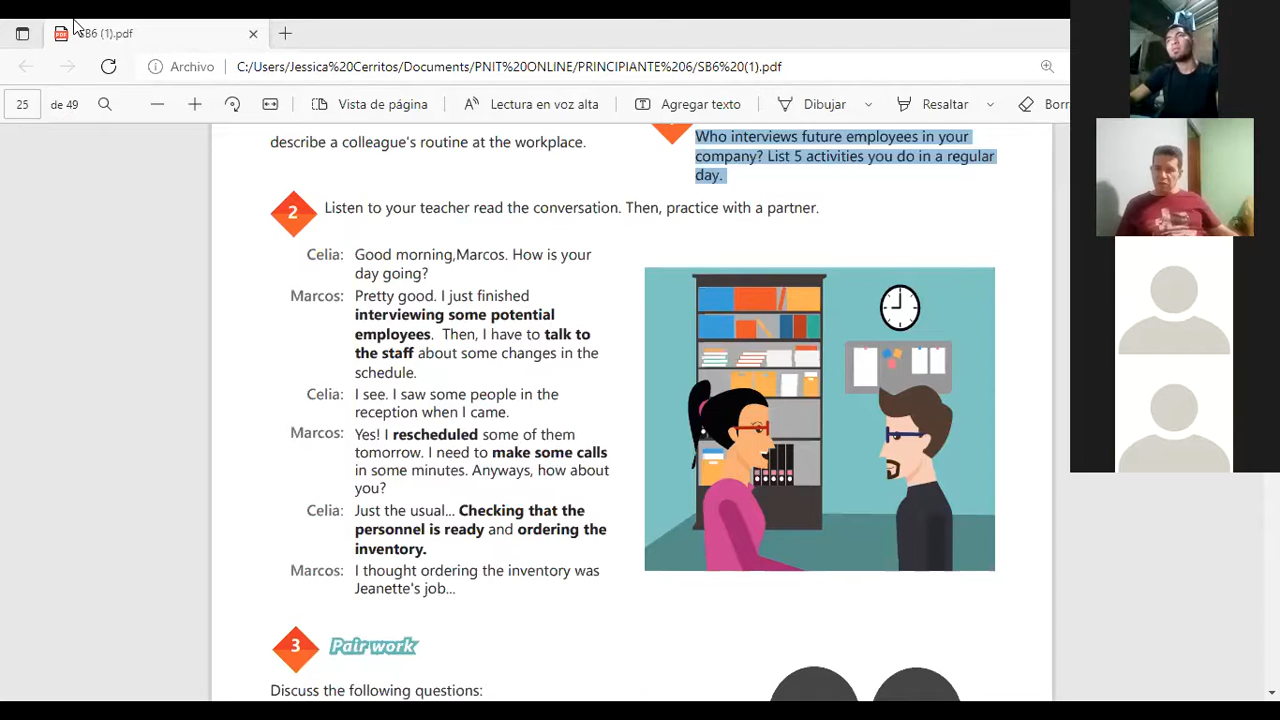 SB6 (1).pdf
Archivo
C:/Users/Jessica%20Cerritos/Documents/PNIT%20ONLINE/PRINCIPIANTE%206/SB6%20(1).pdf
25 de 49
Vista de página
Lectura en voz alta
Agregar texto
Dibujar
Resaltar
Borr
describe a colleague's routine at the workplace.
Who interviews future employees in your
company? List 5 activities you do in a regular
day.
2 Listen to your teacher read the conversation. Then, practice with a partner.
Celia: Good morning,Marcos. How is your
day going?
Marcos: Pretty good. I just finished
interviewing some potential
employees. Then, I have to talk to
the staff about some changes in the
schedule.
Celia: I see. I saw some people in the
reception when I came.
Marcos: Yes! I rescheduled some of them
tomorrow. I need to make some calls
in some minutes. Anyways, how about
you?
Celia: Just the usual... Checking that the
personnel is ready and ordering the
inventory.
Marcos: I thought ordering the inventory was
Jeanette's job...
3 Pair work
Discuss the following questions: